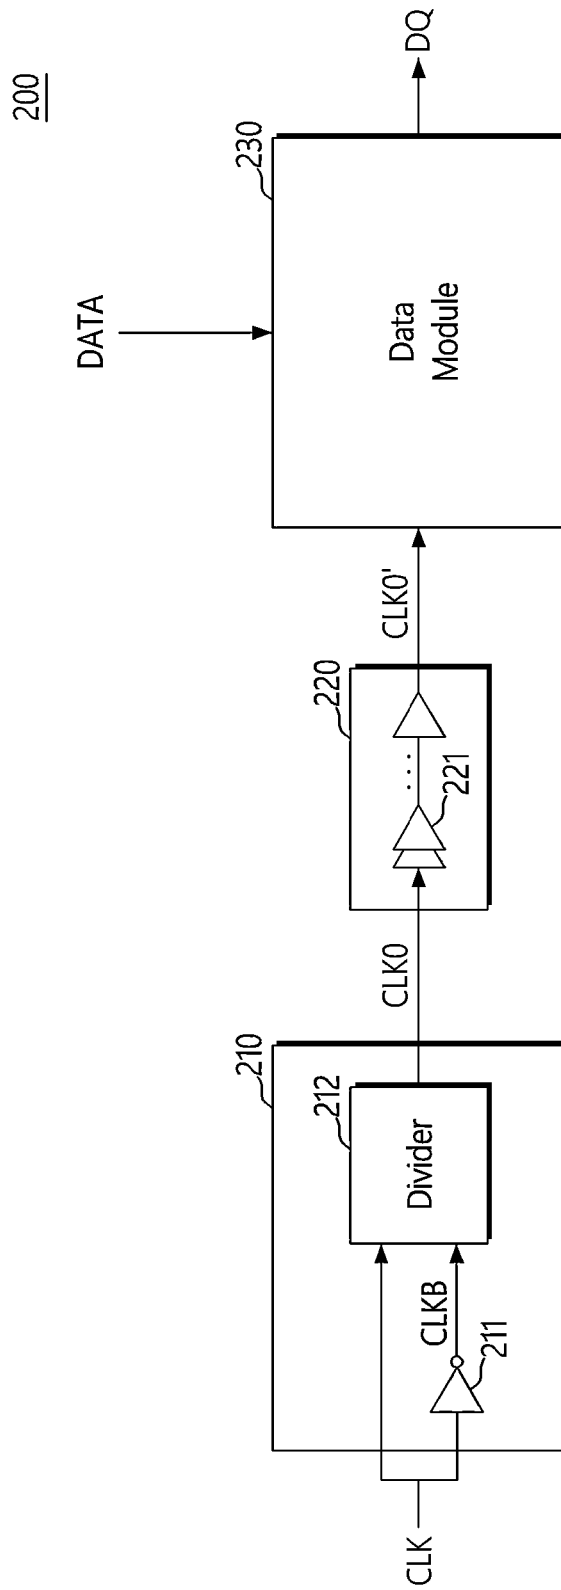 200
DATA
230
Data
Module
DQ
CLK0'
220
221
CLK0
210
212
Divider
CLKB
211
CLK